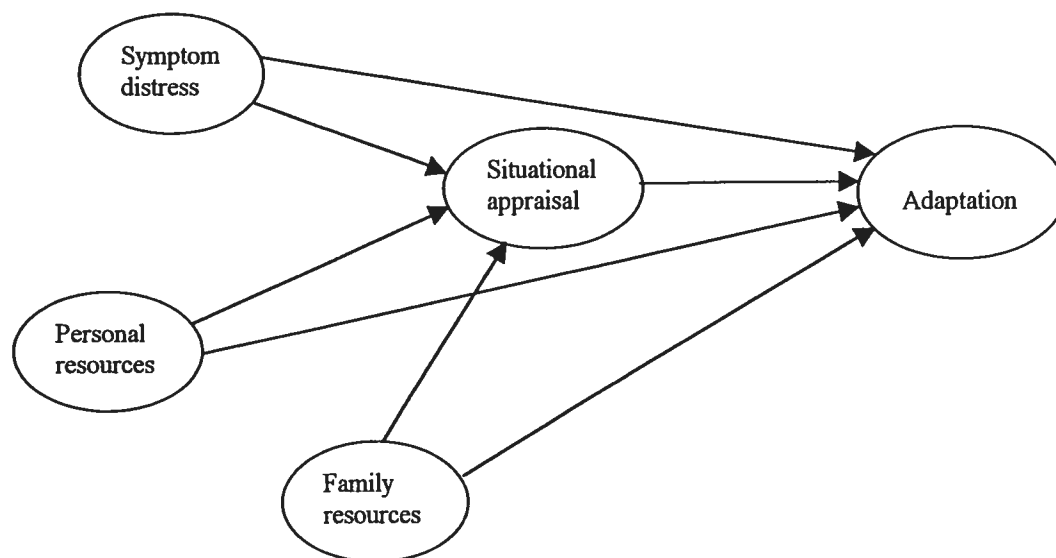 Symptom
distress
Situational
appraisal
Adaptation
Personal
resources
Family
resources